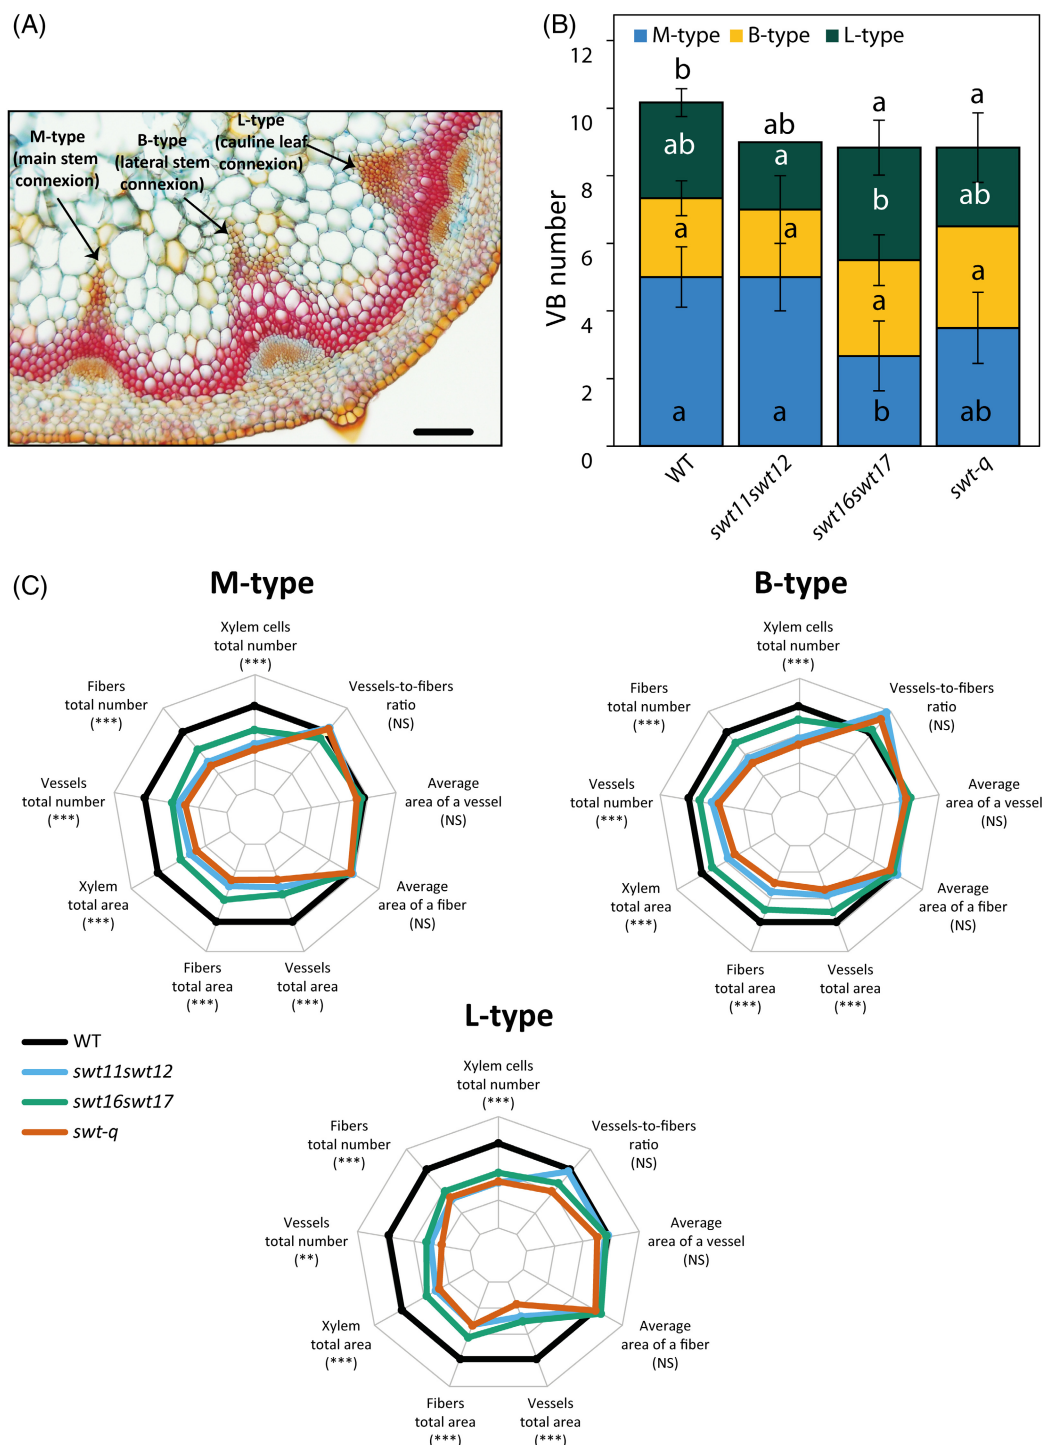 (A)
M-type
(main stem
connexion)
B-type
(lateral stem
connexion)
L-type
(cauline leaf
connexion)
(B)
M-type B-type L-type
VB number
12
10
8
6
4
2
0
b
ab
a
a
ab
a
a
a
a
b
a
b
a
ab
a
ab
WT
swt11swt12
swt16swt17
swt-q
(C)
M-type
Xylem cells
total number
(***)
Vessels-to-fibers
ratio
(NS)
Average
area of a vessel
(NS)
Average
area of a fiber
(NS)
Vessels
total area
(***)
Fibers
total area
(***)
Xylem
total area
(***)
Vessels
total number
(***)
Fibers
total number
(***)
B-type
Xylem cells
total number
(***)
Vessels-to-fibers
ratio
(NS)
Average
area of a vessel
(NS)
Average
area of a fiber
(NS)
Vessels
total area
(***)
Fibers
total area
(***)
Xylem
total area
(***)
Vessels
total number
(***)
Fibers
total number
(***)
WT
swt11swt12
swt16swt17
swt-q
L-type
Xylem cells
total number
(***)
Vessels-to-fibers
ratio
(NS)
Average
area of a vessel
(NS)
Average
area of a fiber
(NS)
Vessels
total area
(***)
Fibers
total area
(***)
Xylem
total area
(***)
Vessels
total number
(**)
Fibers
total number
(***)